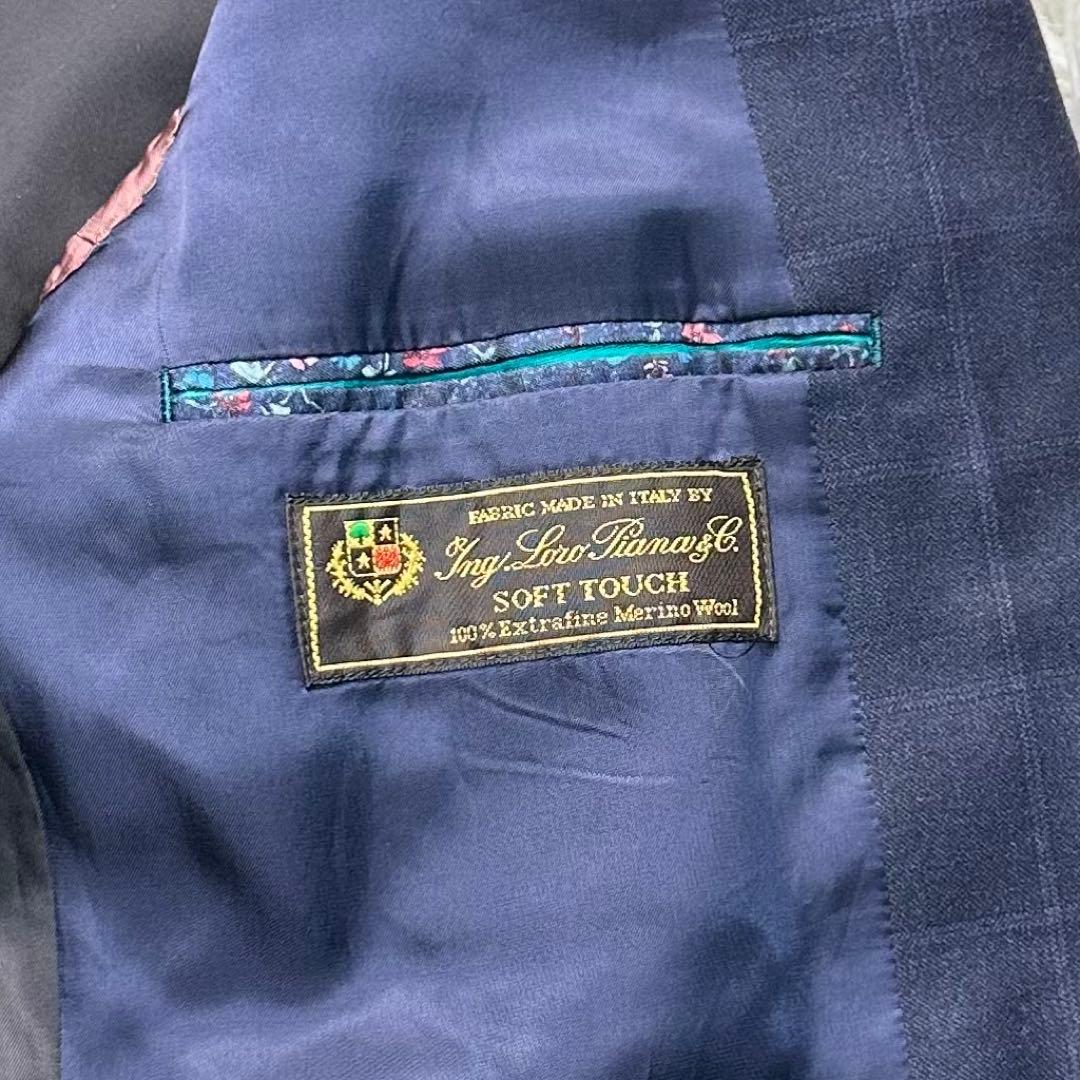 FABRIC MADE IN ITALY BY
Ing. Loro Piana & C.
SOFT TOUCH
100% Extrafine Merino Wool